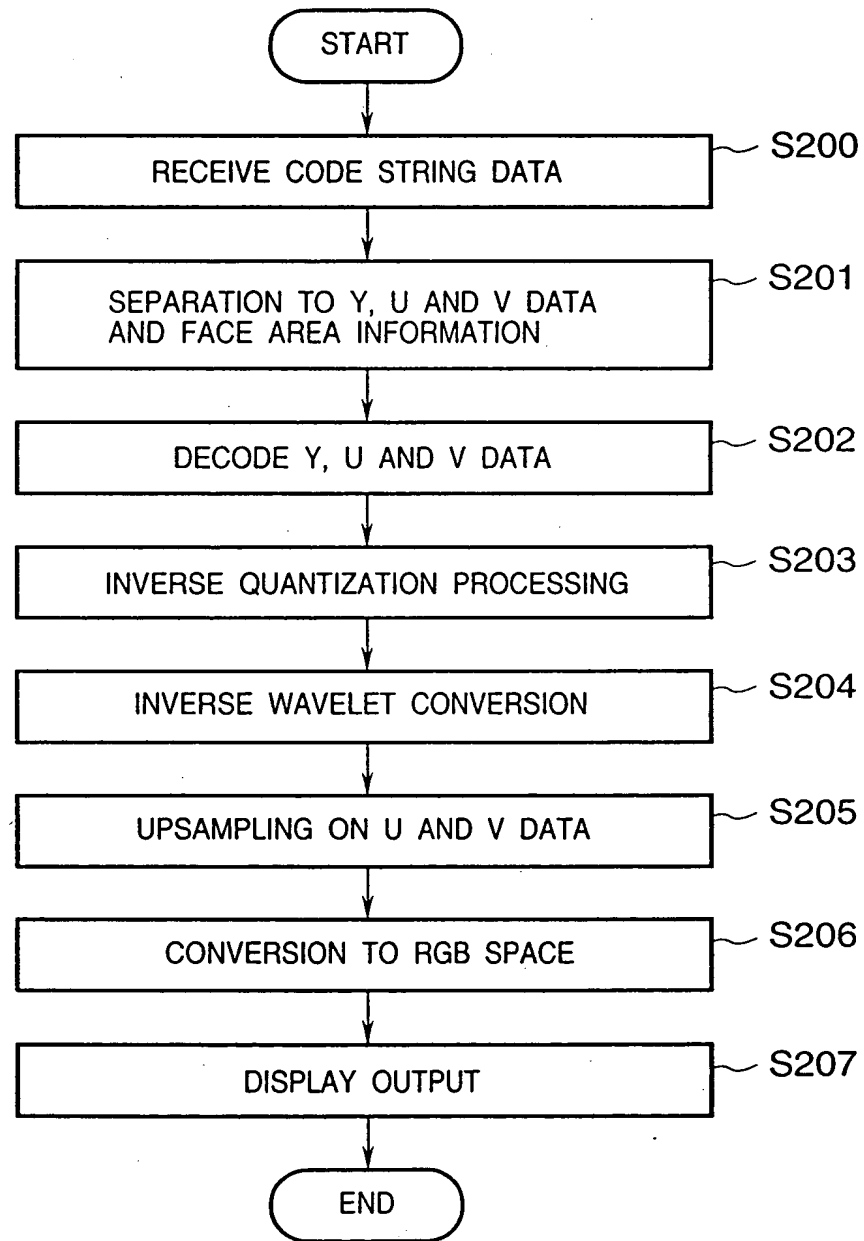 START
RECEIVE CODE STRING DATA
S200
SEPARATION TO Y, U AND V DATA
AND FACE AREA INFORMATION
S201
DECODE Y, U AND V DATA
S202
INVERSE QUANTIZATION PROCESSING
S203
INVERSE WAVELET CONVERSION
S204
UPSAMPLING ON U AND V DATA
S205
CONVERSION TO RGB SPACE
S206
DISPLAY OUTPUT
S207
END